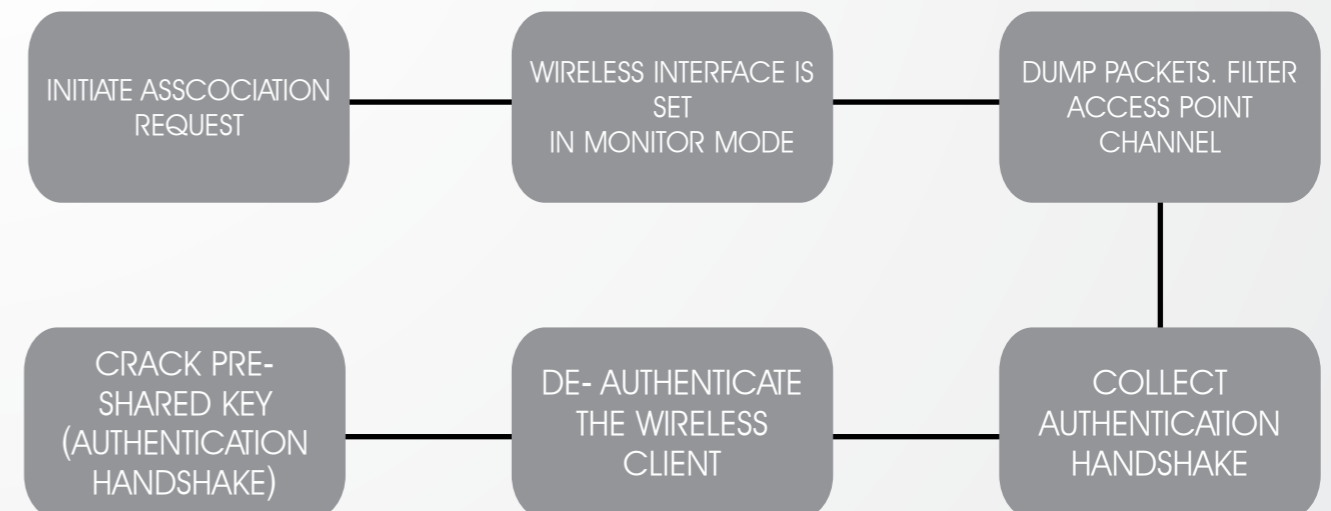 INITIATE ASSCOCIATION
REQUEST
WIRELESS INTERFACE IS
SET
IN MONITOR MODE
DUMP PACKETS. FILTER
ACCESS POINT
CHANNEL
COLLECT
AUTHENTICATION
HANDSHAKE
DE- AUTHENTICATE
THE WIRELESS
CLIENT
CRACK PRE-
SHARED KEY
(AUTHENTICATION
HANDSHAKE)